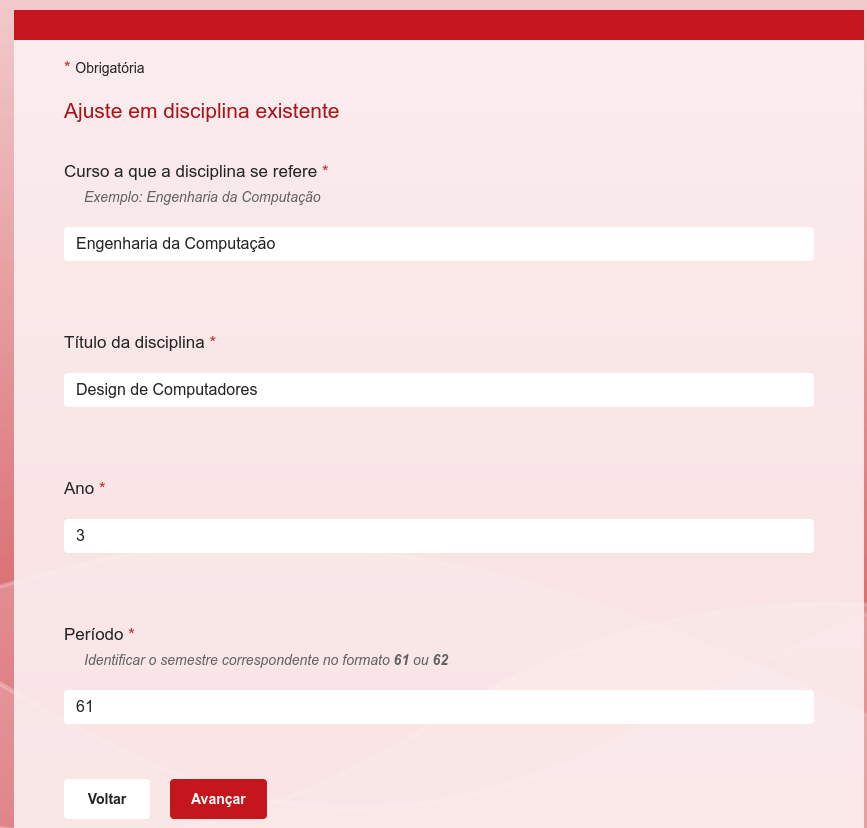 * Obrigatória
Ajuste em disciplina existente
Curso a que a disciplina se refere *
Exemplo: Engenharia da Computação
Engenharia da Computação
Título da disciplina *
Design de Computadores
Ano *
3
Período *
Identificar o semestre correspondente no formato 61 ou 62
61
Voltar Avançar